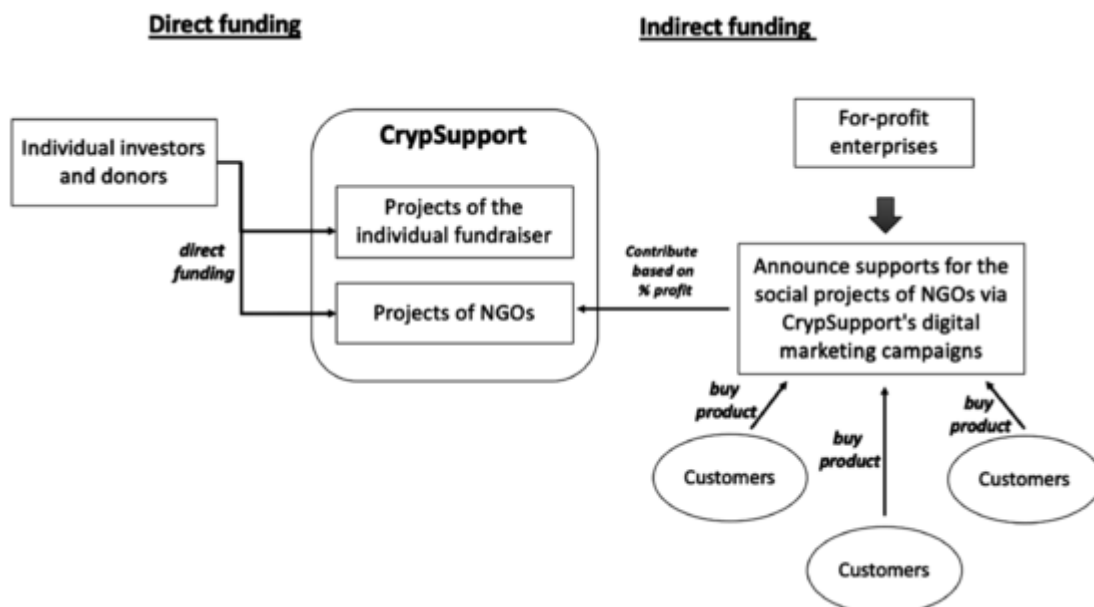 Direct funding
Indirect funding
Individual investors
and donors
CrypSupport
For-profit
enterprises
Projects of the
individual fundraiser
direct
funding
Contribute
based on
% profit
Announce supports for the
social projects of NGOs via
CrypSupport's digital
marketing campaigns
Projects of NGOs
buy
product
buy
product
buy
product
Customers
Customers
Customers